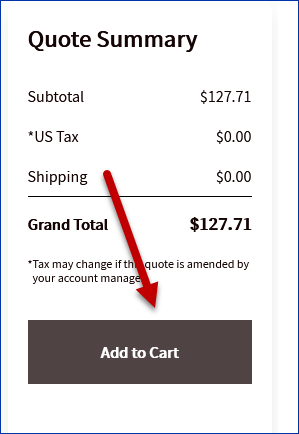 Quote Summary
Subtotal $127.71
*US Tax $0.00
Shipping $0.00
Grand Total $127.71
*Tax may change if this quote is amended by
your account manager
Add to Cart